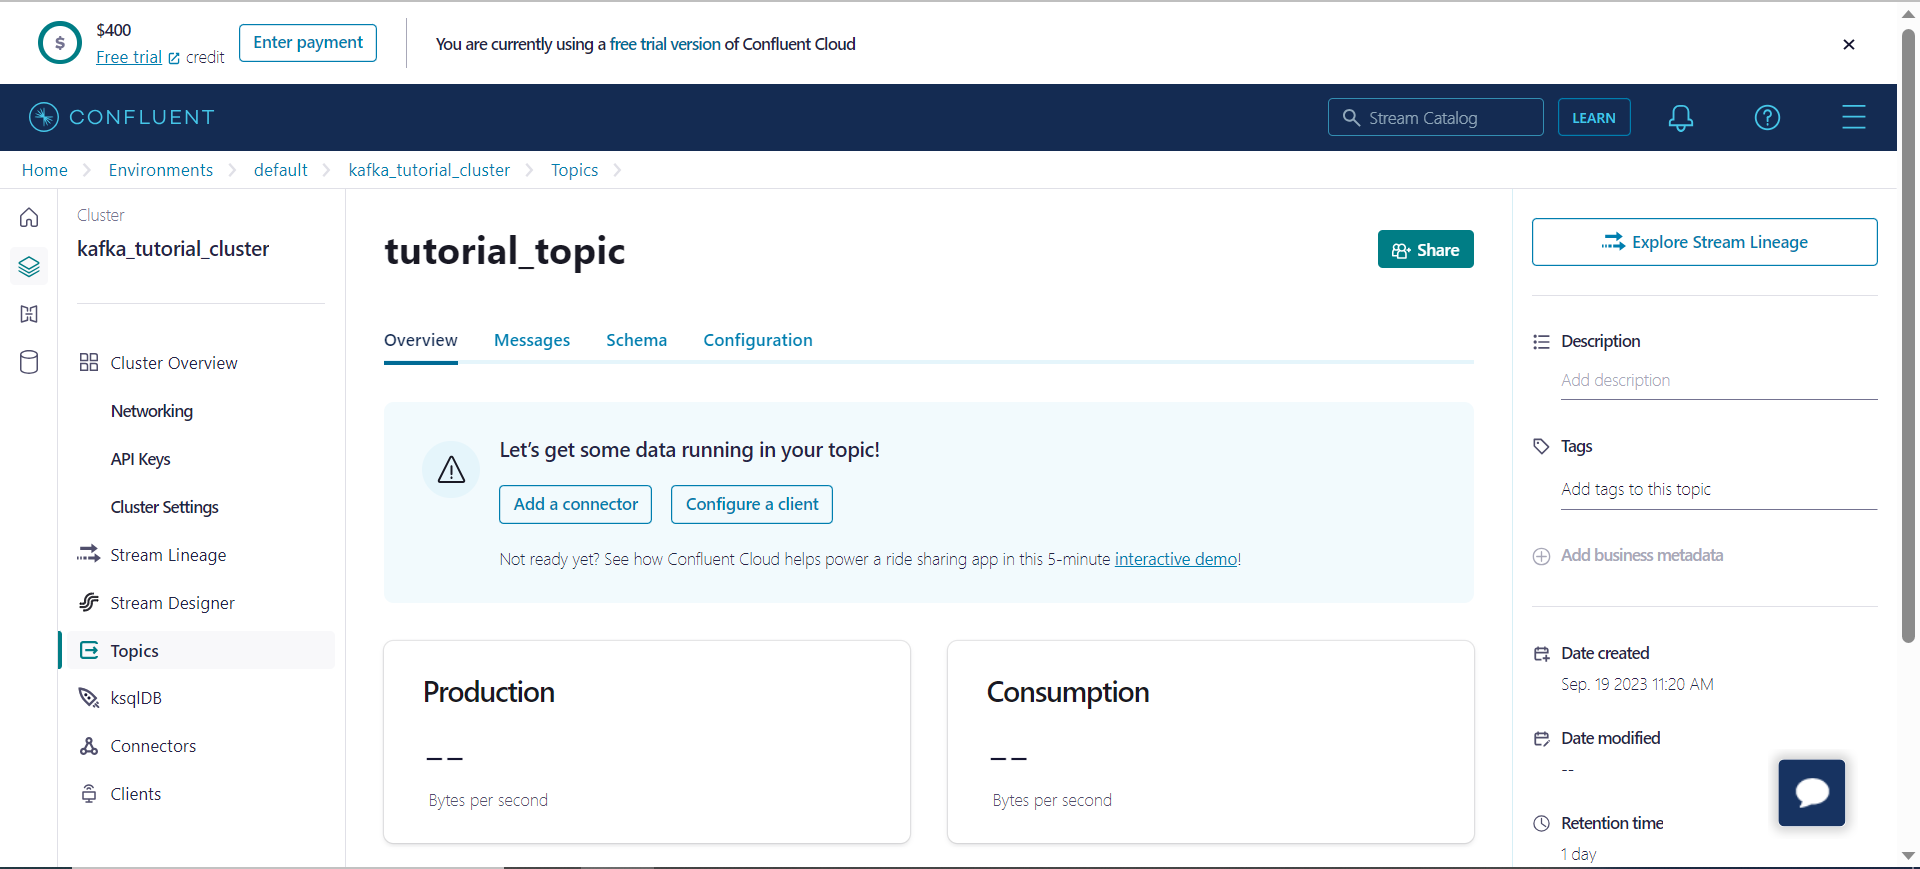 $400
Free trial credit
Enter payment
You are currently using a free trial version of Confluent Cloud
CONFLUENT
Stream Catalog
LEARN
Home Environments default kafka_tutorial_cluster Topics
Cluster
kafka_tutorial_cluster
Cluster Overview
Networking
API Keys
Cluster Settings
Stream Lineage
Stream Designer
Topics
ksqlDB
Connectors
Clients
tutorial_topic
Share
Overview Messages Schema Configuration
Let’s get some data running in your topic!
Add a connector Configure a client
Not ready yet? See how Confluent Cloud helps power a ride sharing app in this 5-minute interactive demo!
Production
--
Bytes per second
Consumption
--
Bytes per second
Explore Stream Lineage
Description
Add description
Tags
Add tags to this topic
Add business metadata
Date created
Sep. 19 2023 11:20 AM
Date modified
--
Retention time
1 day